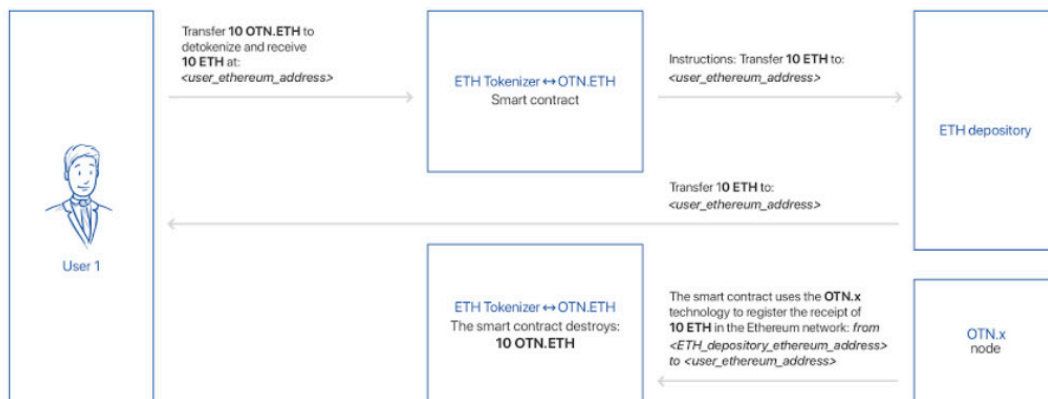 Transfer 10 OTN.ETH to
detokenize and receive
10 ETH at:
<user_ethereum_address>
ETH Tokenizer ↔ OTN.ETH
Smart contract
Instructions: Transfer 10 ETH to:
<user_ethereum_address>
ETH depository
Transfer 10 ETH to:
<user_ethereum_address>
User 1
ETH Tokenizer ↔ OTN.ETH
The smart contract destroys:
10 OTN.ETH
The smart contract uses the OTN.x
technology to register the receipt of
10 ETH in the Ethereum network: from
<ETH_depository_ethereum_address>
to <user_ethereum_address>
OTN.x
node